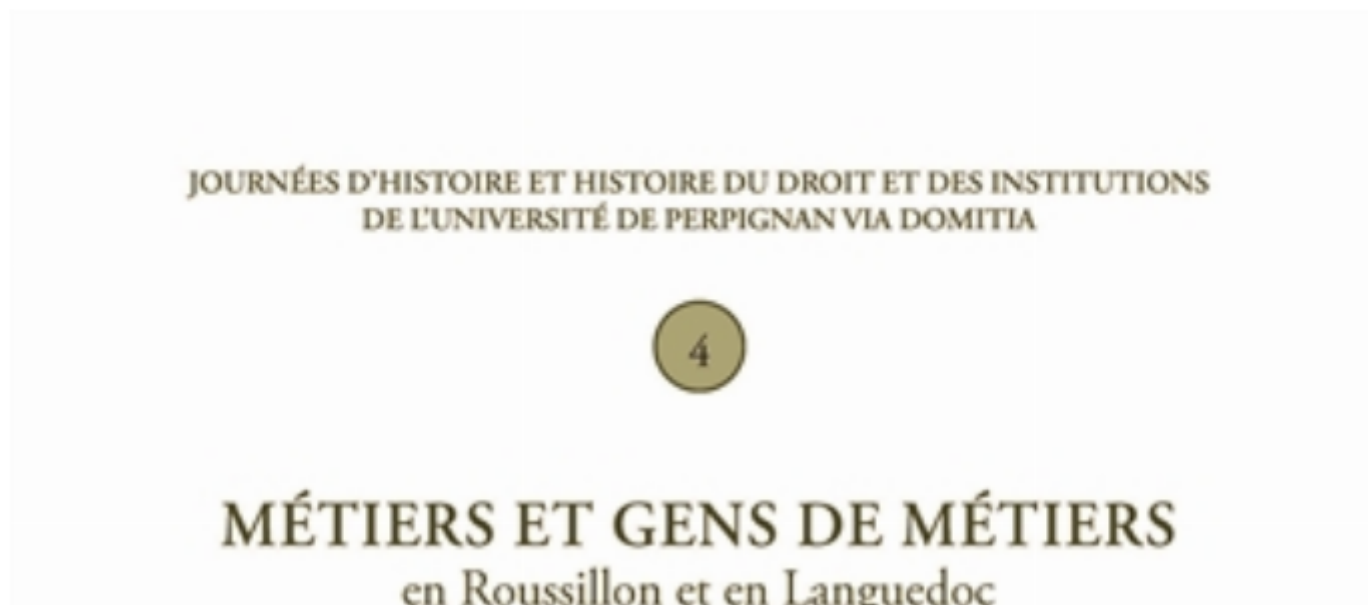 JOURNÉES D'HISTOIRE ET HISTOIRE DU DROIT ET DES INSTITUTIONS
DE L'UNIVERSITÉ DE PERPIGNAN VIA DOMITIA
4
MÉTIERS ET GENS DE MÉTIERS
en Roussillon et en Languedoc